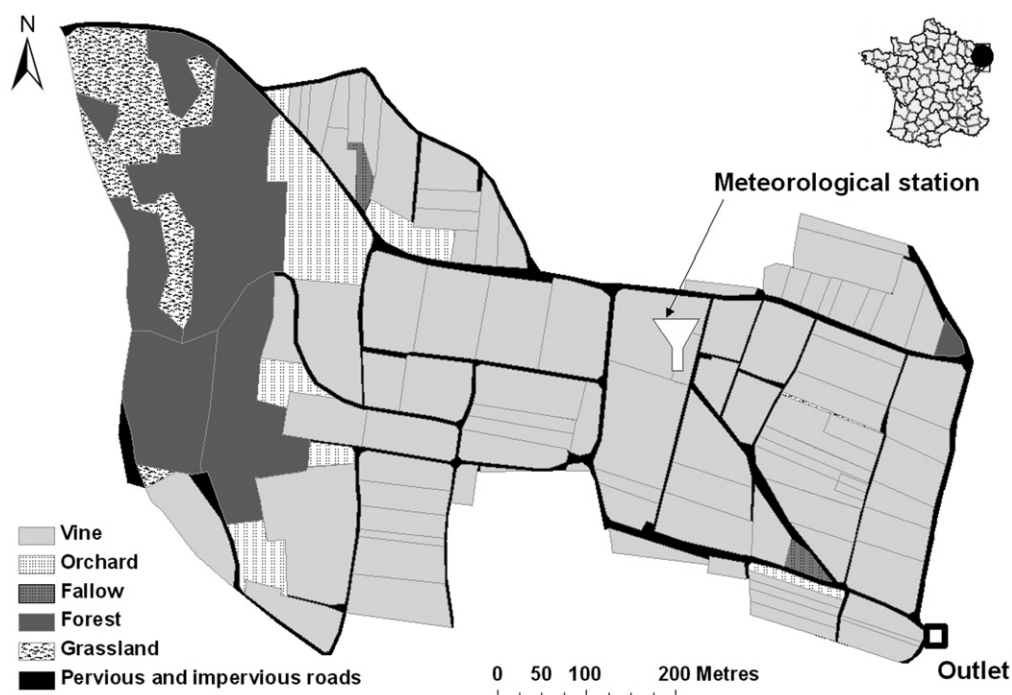 N
Meteorological station
Vine
Orchard
Fallow
Forest
Grassland
Pervious and impervious roads
0 50 100 200 Metres
Outlet